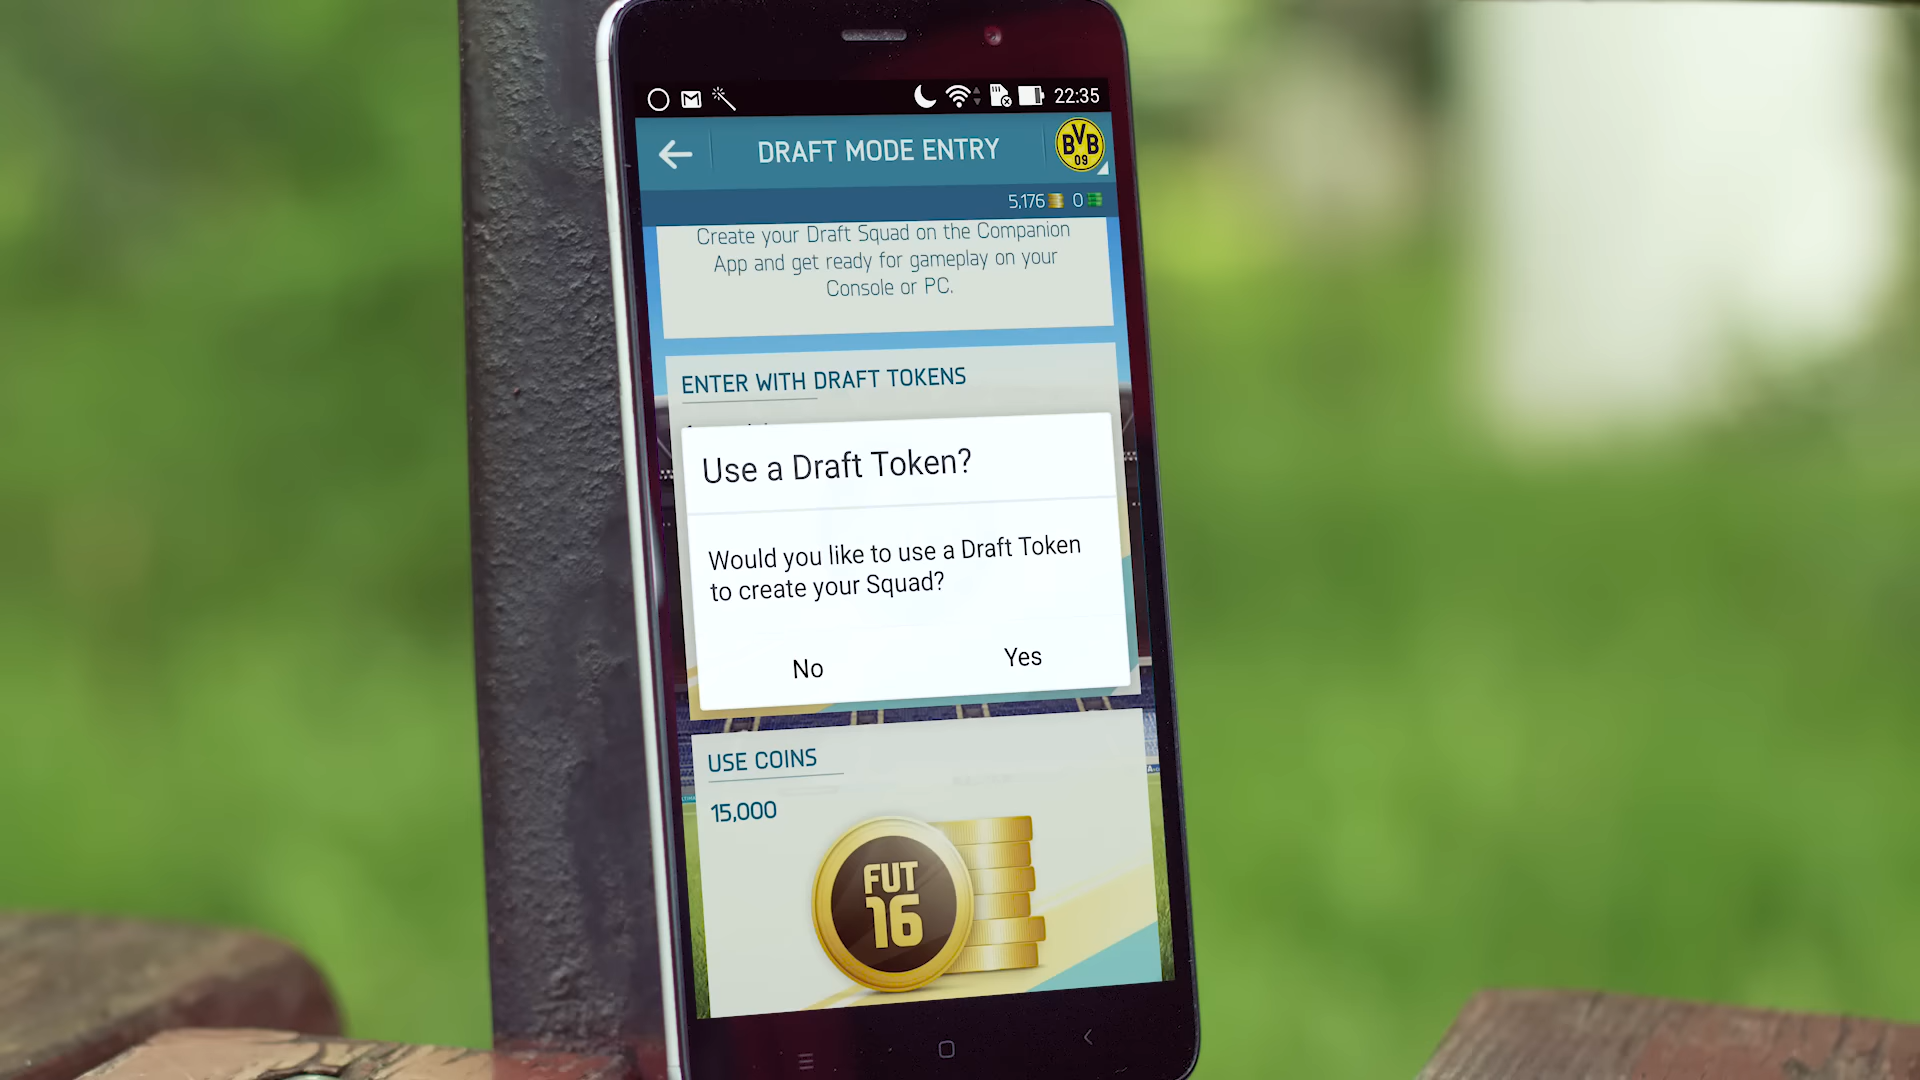 22:35
DRAFT MODE ENTRY
BVB
09
5,176 0
Create your Draft Squad on the Companion
App and get ready for gameplay on your
Console or PC.
ENTER WITH DRAFT TOKENS
Use a Draft Token?
Would you like to use a Draft Token
to create your Squad?
No Yes
USE COINS
15,000
FUT
16